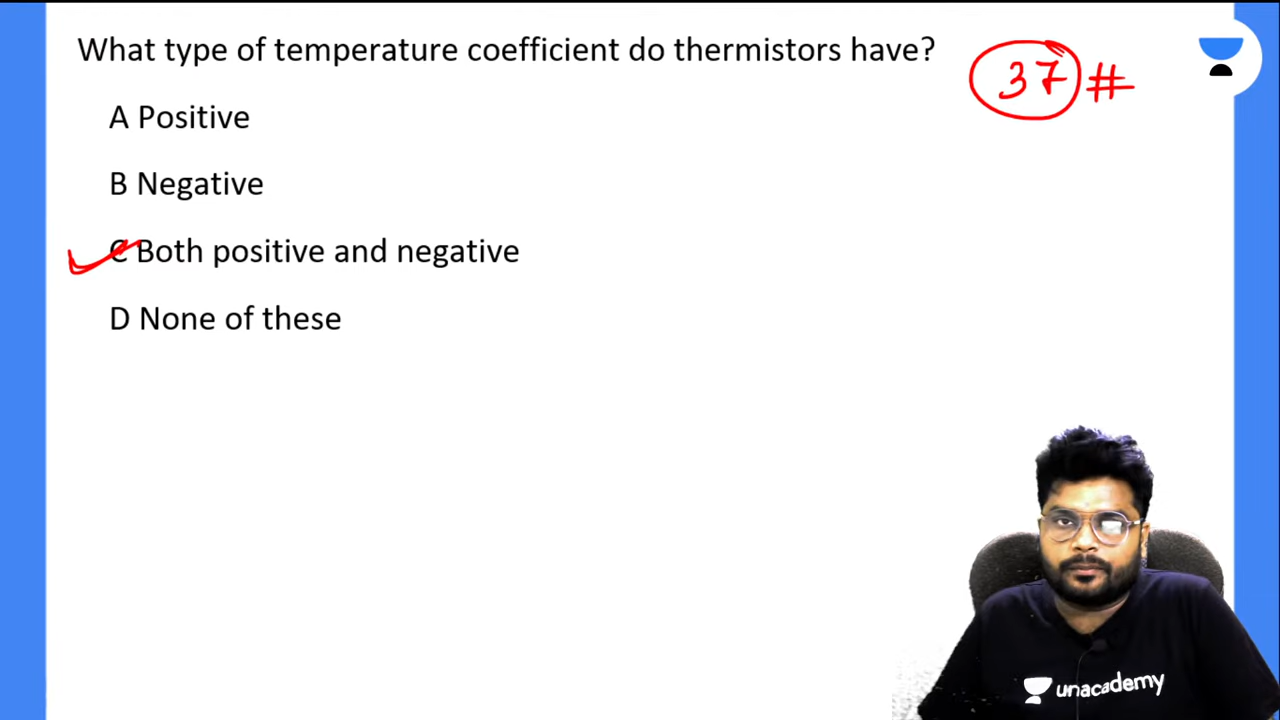 What type of temperature coefficient do thermistors have?
37 #
A Positive
B Negative
C Both positive and negative
D None of these
unacademy